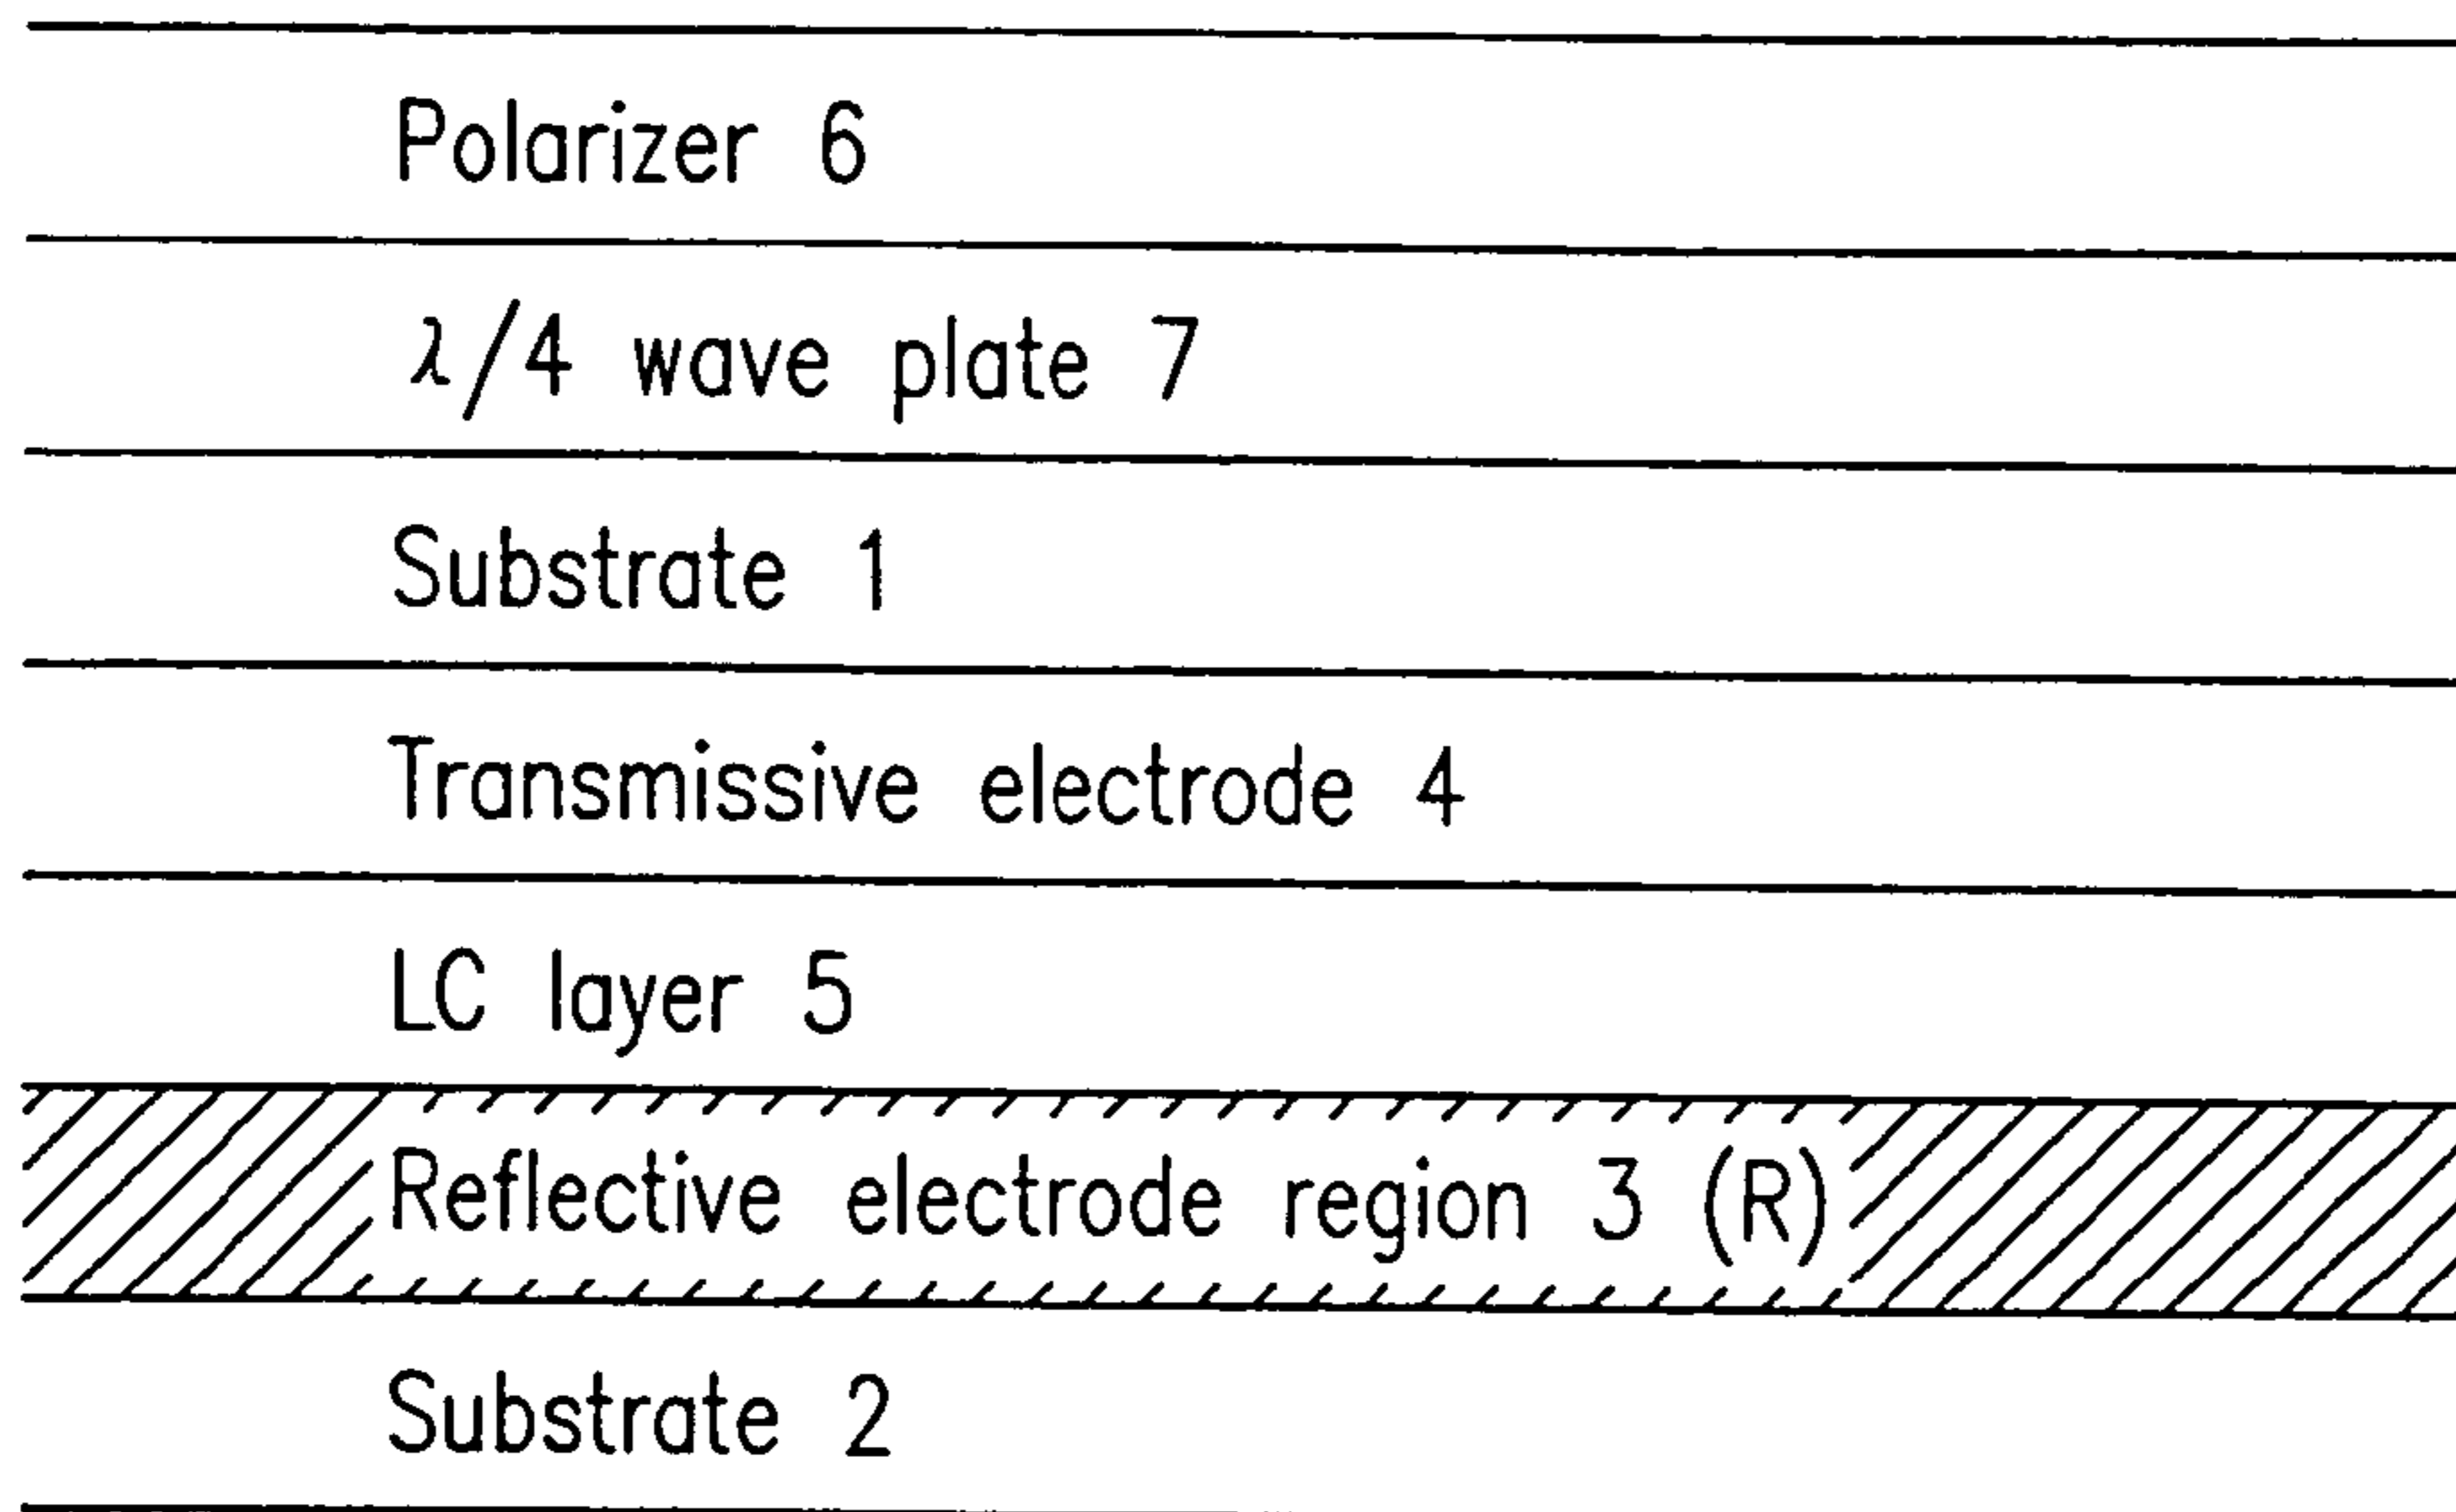 Polarizer 6
λ/4 wave plate 7
Substrate 1
Transmissive electrode 4
LC layer 5
Reflective electrode region 3 (R)
Substrate 2